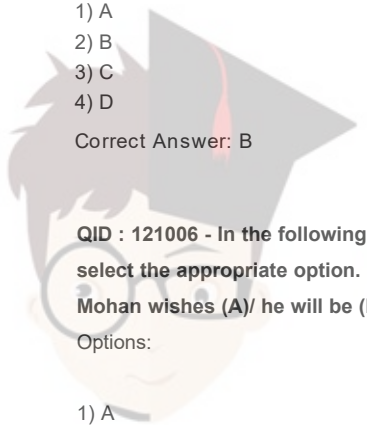 1) A
2) B
3) C
4) D
Correct Answer: B
QID : 121006 - In the following
select the appropriate option.
Mohan wishes (A)/ he will be (
Options:
1) A